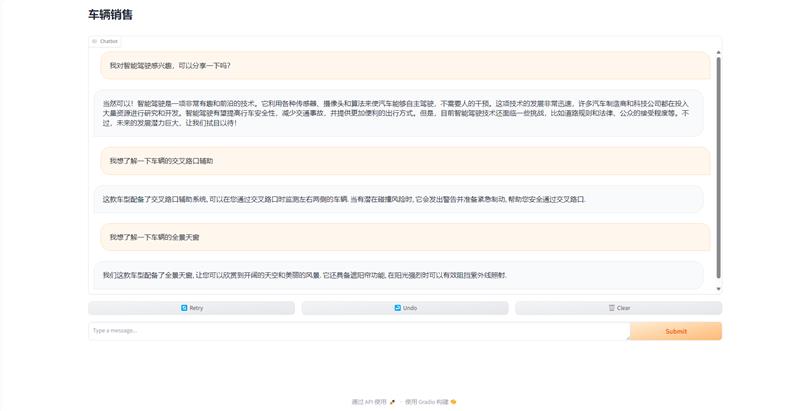 车辆销售
Chatbot
我对智能驾驶感兴趣，可以分享一下吗？
当然可以！智能驾驶是一项非常有趣和前沿的技术。它利用各种传感器、摄像头和算法来使汽车能够自主驾驶，不需要人的干预。这项技术的发展非常迅速，许多汽车制造商和科技公司都在投入
大量资源进行研究和开发。智能驾驶有望提高行车安全性，减少交通事故，并提供更加便利的出行方式。但是，目前智能驾驶技术还面临一些挑战，比如道路规则和法律、公众的接受程度等。不
过，未来的发展潜力巨大，让我们拭目以待！
我想了解一下车辆的交叉路口辅助
这款车型配备了交叉路口辅助系统, 可以在您通过交叉路口时监测左右两侧的车辆. 当有潜在碰撞风险时, 它会发出警告并准备紧急制动, 帮助您安全通过交叉路口.
我想了解一下车辆的全景天窗
我们这款车型配备了全景天窗, 让您可以欣赏到开阔的天空和美丽的风景. 它还具备遮阳帘功能, 在阳光强烈时可以有效阻挡紫外线照射.
Retry
Undo
Clear
Type a message...
Submit
通过 API 使用 · 使用 Gradio 构建